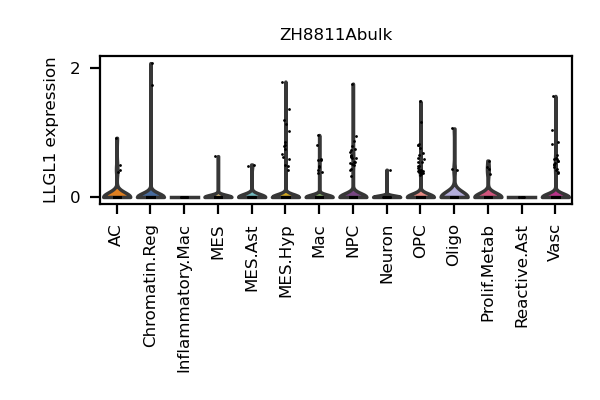 ZH8811Abulk
LLGL1 expression
2
0
AC
Chromatin.Reg
Inflammatory.Mac
MES
MES.Ast
MES.Hyp
Mac
NPC
Neuron
OPC
Oligo
Prolif.Metab
Reactive.Ast
Vasc